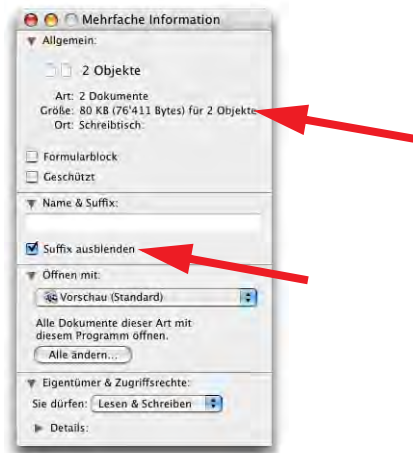 Mehrfache Information
Allgemein:
2 Objekte
Art: 2 Dokumente
Größe: 80 KB (76'411 Bytes) für 2 Objekte
Ort: Schreibtisch:
Formularblock
Geschützt
Name & Suffix:
Suffix ausblenden
Öffnen mit:
Vorschau (Standard)
Alle Dokumente dieser Art mit
diesem Programm öffnen.
Alle ändern...
Eigentümer & Zugriffsrechte:
Sie dürfen: Lesen & Schreiben
Details: